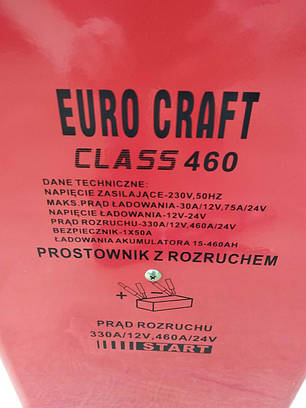 EURO CRAFT
CLASS 460
DANE TECHNICZNE:
NAPIĘCIE ZASILAJĄCE-230V,50HZ
MAKS.PRĄD ŁADOWANIA-30A/12V,75A/24V
NAPIĘCIE ŁADOWANIA-12V-24V
PRĄD ROZRUCHU-330A/12V,460A/24V
BEZPIECZNIK-1X50A
ŁADOWANIA AKUMULATORA 15-460AH
PROSTOWNIK Z ROZRUCHEM
+ -
PRĄD ROZRUCHU
330A/12V,460A/24V
START